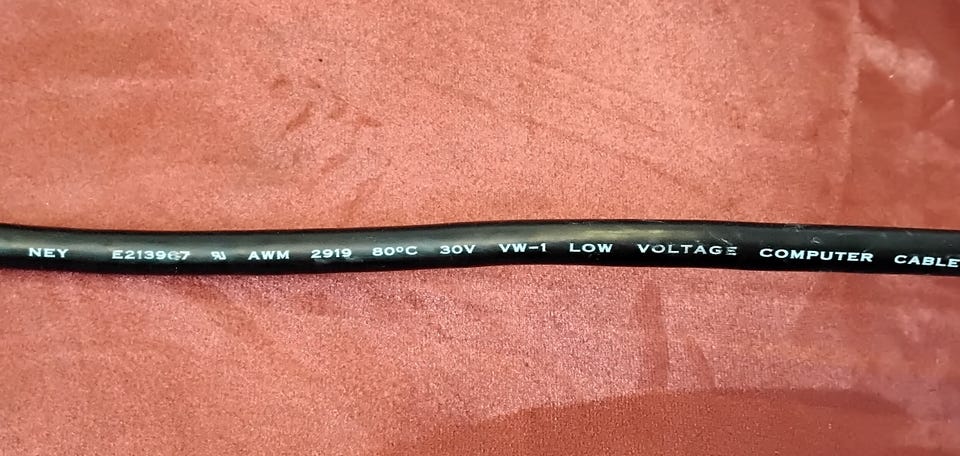 NEY E213967 AWM 2919 80°C 30V VW-1 LOW VOLTAGE COMPUTER CABLE